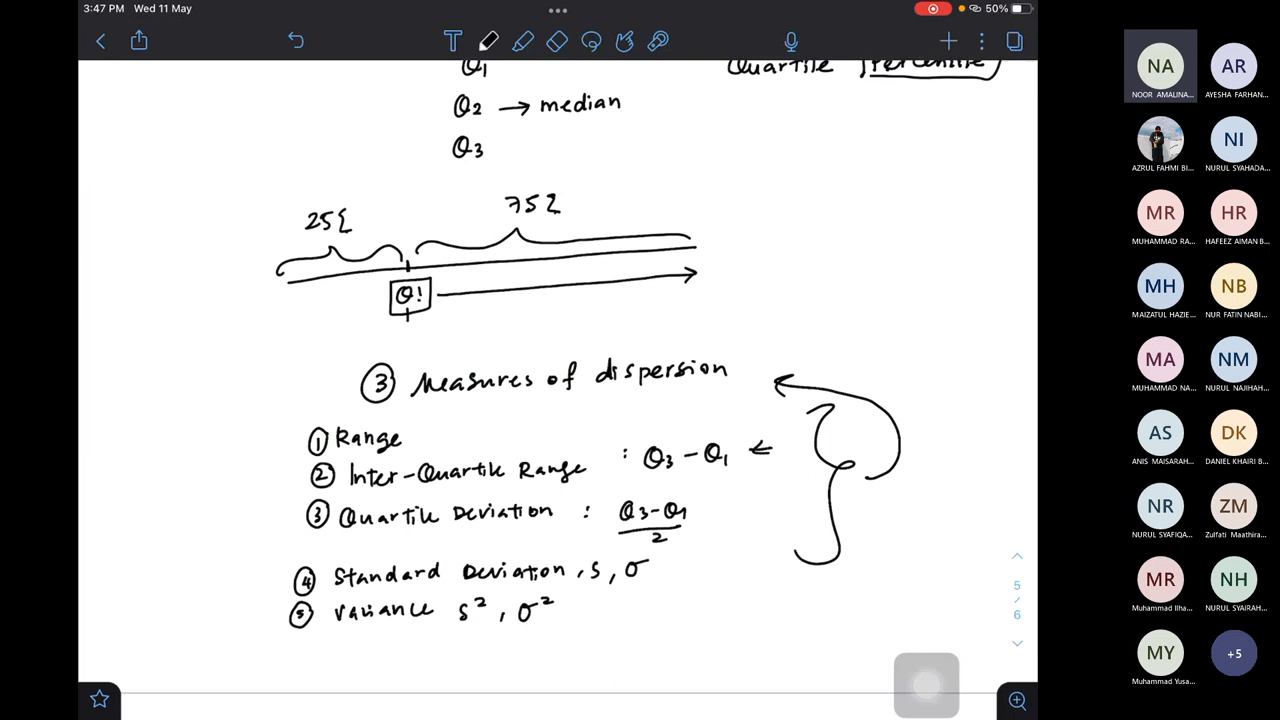 3:47 PM Wed 11 May
50%
Q1
Quartile Percentile
Q2 → median
Q3
25%
75%
Q1
③ Measures of dispersion
① Range
② Inter-Quartile Range : Q3 - Q1 ←
③ Quartile Deviation : Q3-Q1
2
④ Standard Deviation, s, σ
⑤ Variance s², σ²
5
/
6
NA
NOOR AMALINA...
AR
AYESHA FARHAN...
AZRUL FAHMI BI...
NI
NURUL SYAHADA...
MR
MUHAMMAD RA...
HR
HAFEEZ AIMAN B...
MH
MAIZATUL HAZIE...
NB
NUR FATIN NABI...
MA
MUHAMMAD NA...
NM
NURUL NAJIHAH...
AS
ANIS MAISARAH...
DK
DANIEL KHAIRI B...
NR
NURUL SYAFIQA...
ZM
Zulfati Maathira...
MR
Muhammad Ilha...
NH
NURUL SYAIRAH...
MY
Muhammad Yusa...
+5